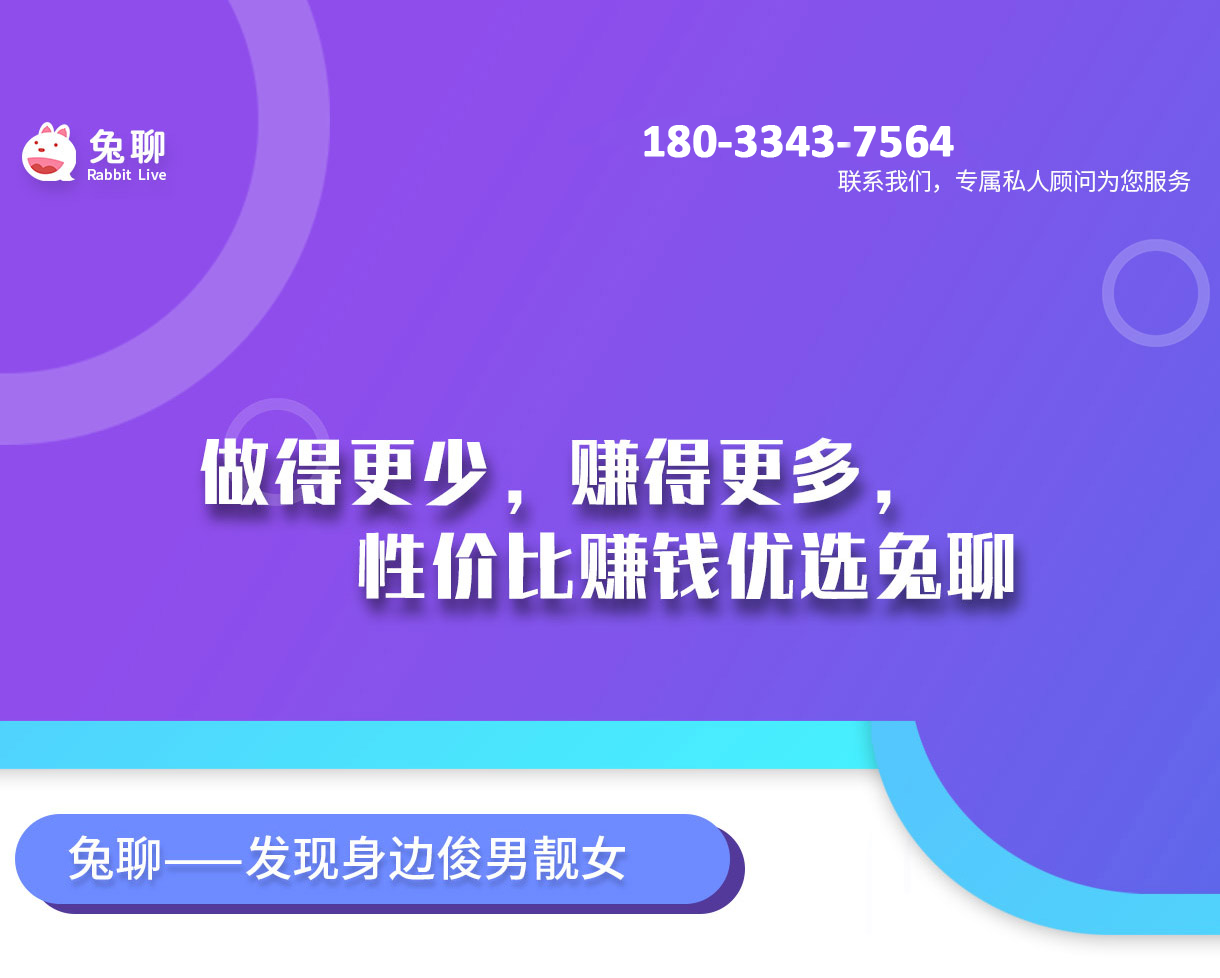 兔聊
Rabbit Live
180-3343-7564
联系我们，专属私人顾问为您服务
做得更少，赚得更多，
性价比赚钱优选兔聊
兔聊——发现身边俊男靓女